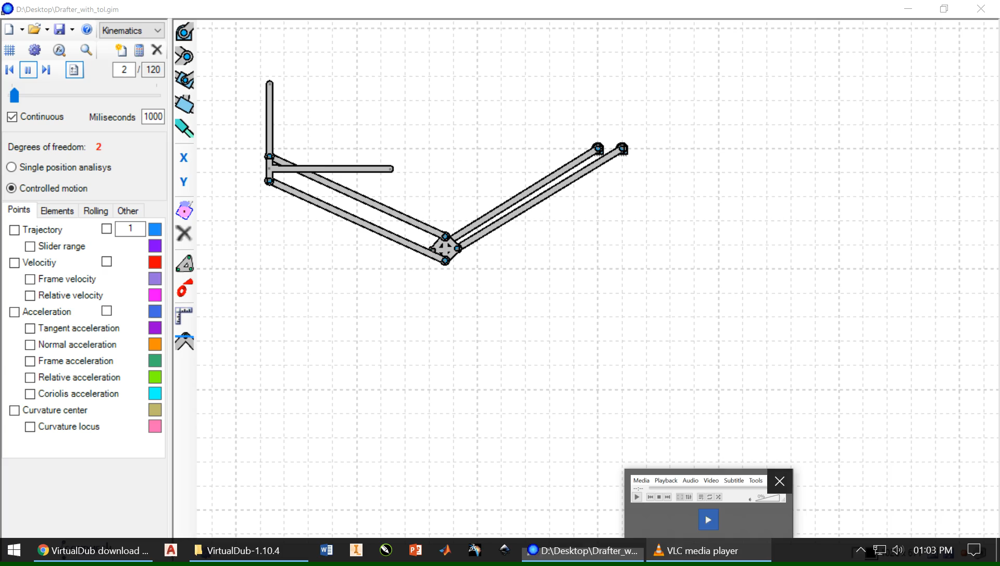 D:\Desktop\Drafter_with_tol.gim
Kinematics
2 / 120
Continuous Miliseconds 1000
Degrees of freedom: 2
Single position analisys
Controlled motion
Points Elements Rolling Other
Trajectory 1
Slider range
Velocitiy
Frame velocity
Relative velocity
Acceleration
Tangent acceleration
Normal acceleration
Frame acceleration
Relative acceleration
Coriolis acceleration
Curvature center
Curvature locus
X
Y
Media Playback Audio Video Subtitle Tools
--:--
0%
VirtualDub download ... VirtualDub-1.10.4 D:\Desktop\Drafter_w... VLC media player 01:03 PM